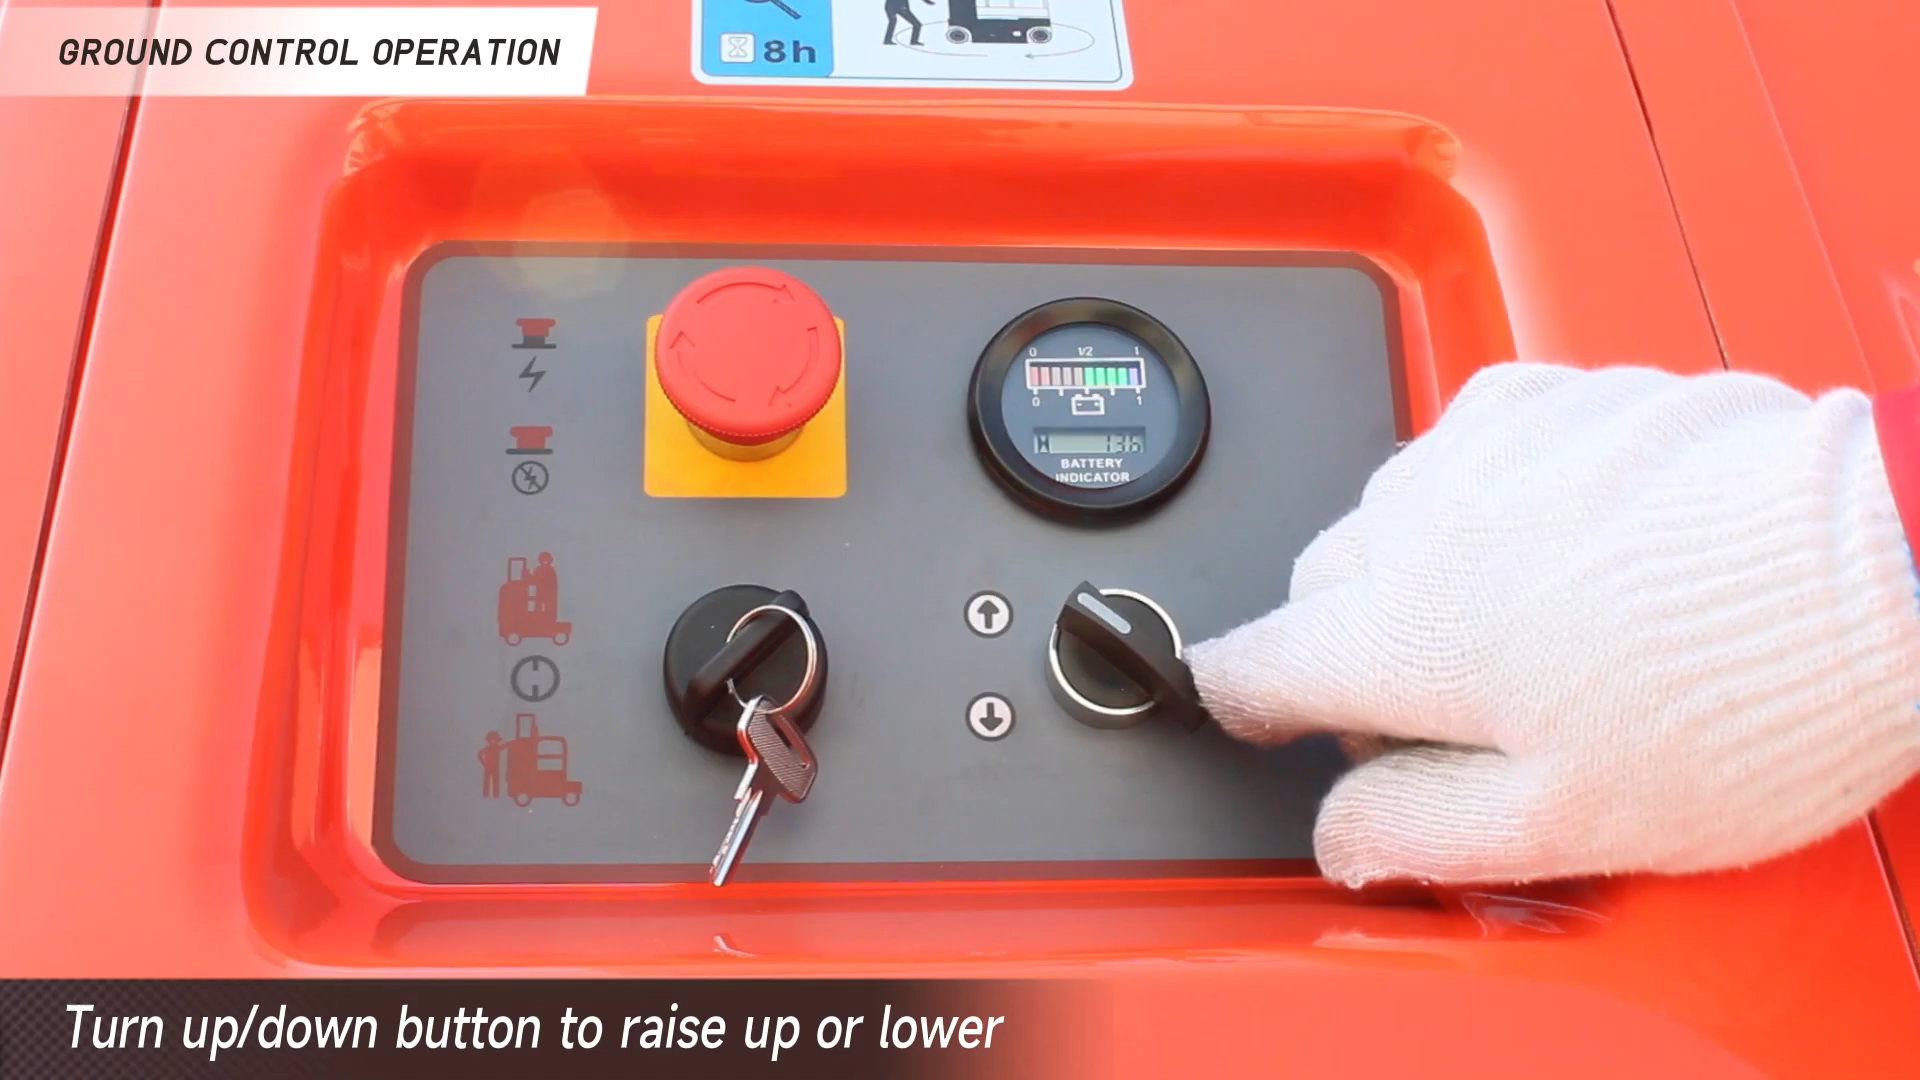 GROUND CONTROL OPERATION
8h
0 1/2 1
0 1
BATTERY
INDICATOR
Turn up/down button to raise up or lower